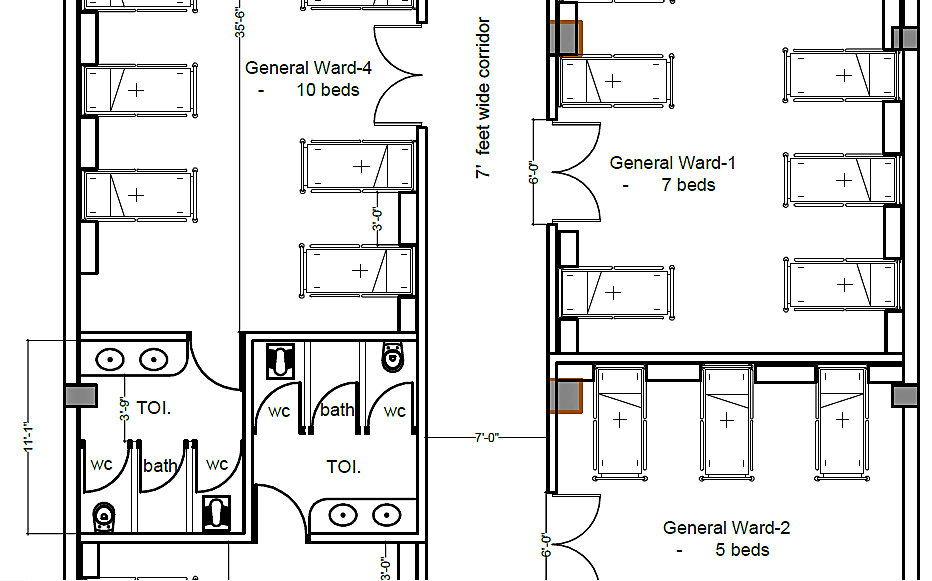 35'-6"
General Ward-4
- 10 beds
7' feet wide corridor
6'-0"
General Ward-1
- 7 beds
3'-0"
11'-1"
3'-9"
TOI.
WC
bath
WC
WC
bath
WC
TOI.
7'-0"
General Ward-2
- 5 beds
6'-0"
3'-0"